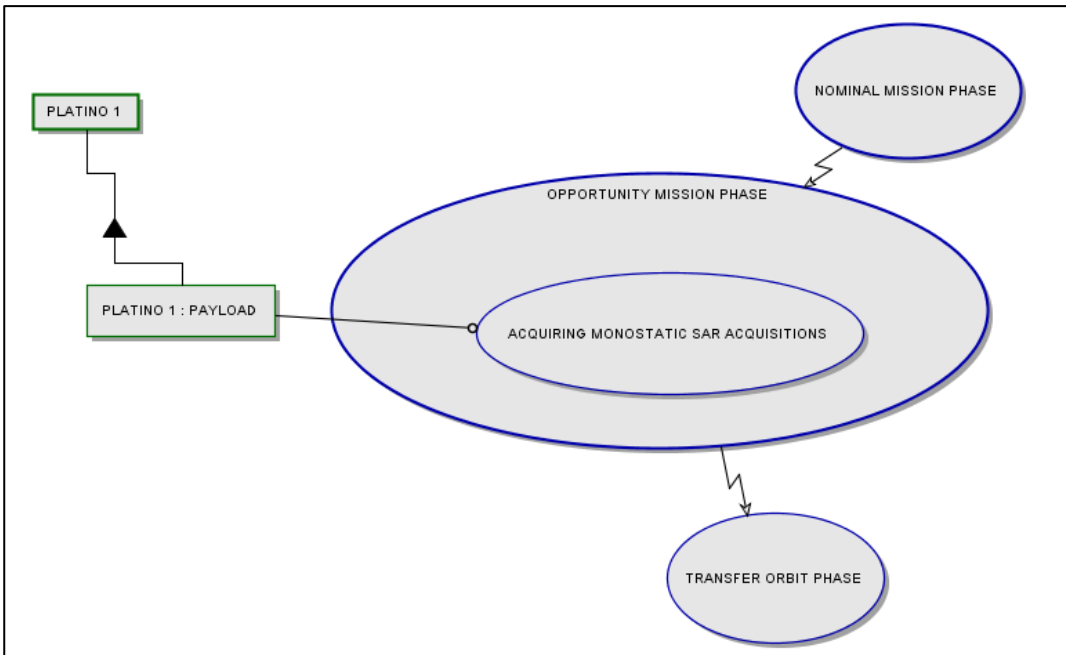 NOMINAL MISSION PHASE
PLATINO 1
OPPORTUNITY MISSION PHASE
PLATINO 1 : PAYLOAD
ACQUIRING MONOSTATIC SAR ACQUISITIONS
TRANSFER ORBIT PHASE